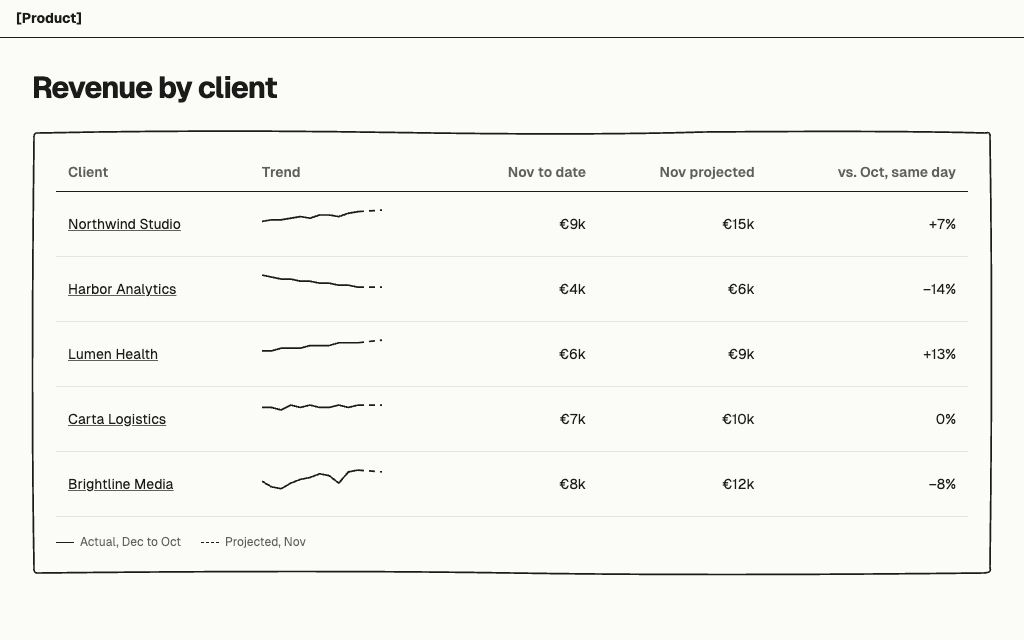 [Product]
Revenue by client
Client Trend Nov to date Nov projected vs. Oct, same day
Northwind Studio €9k €15k +7%
Harbor Analytics €4k €6k −14%
Lumen Health €6k €9k +13%
Carta Logistics €7k €10k 0%
Brightline Media €8k €12k −8%
Actual, Dec to Oct Projected, Nov